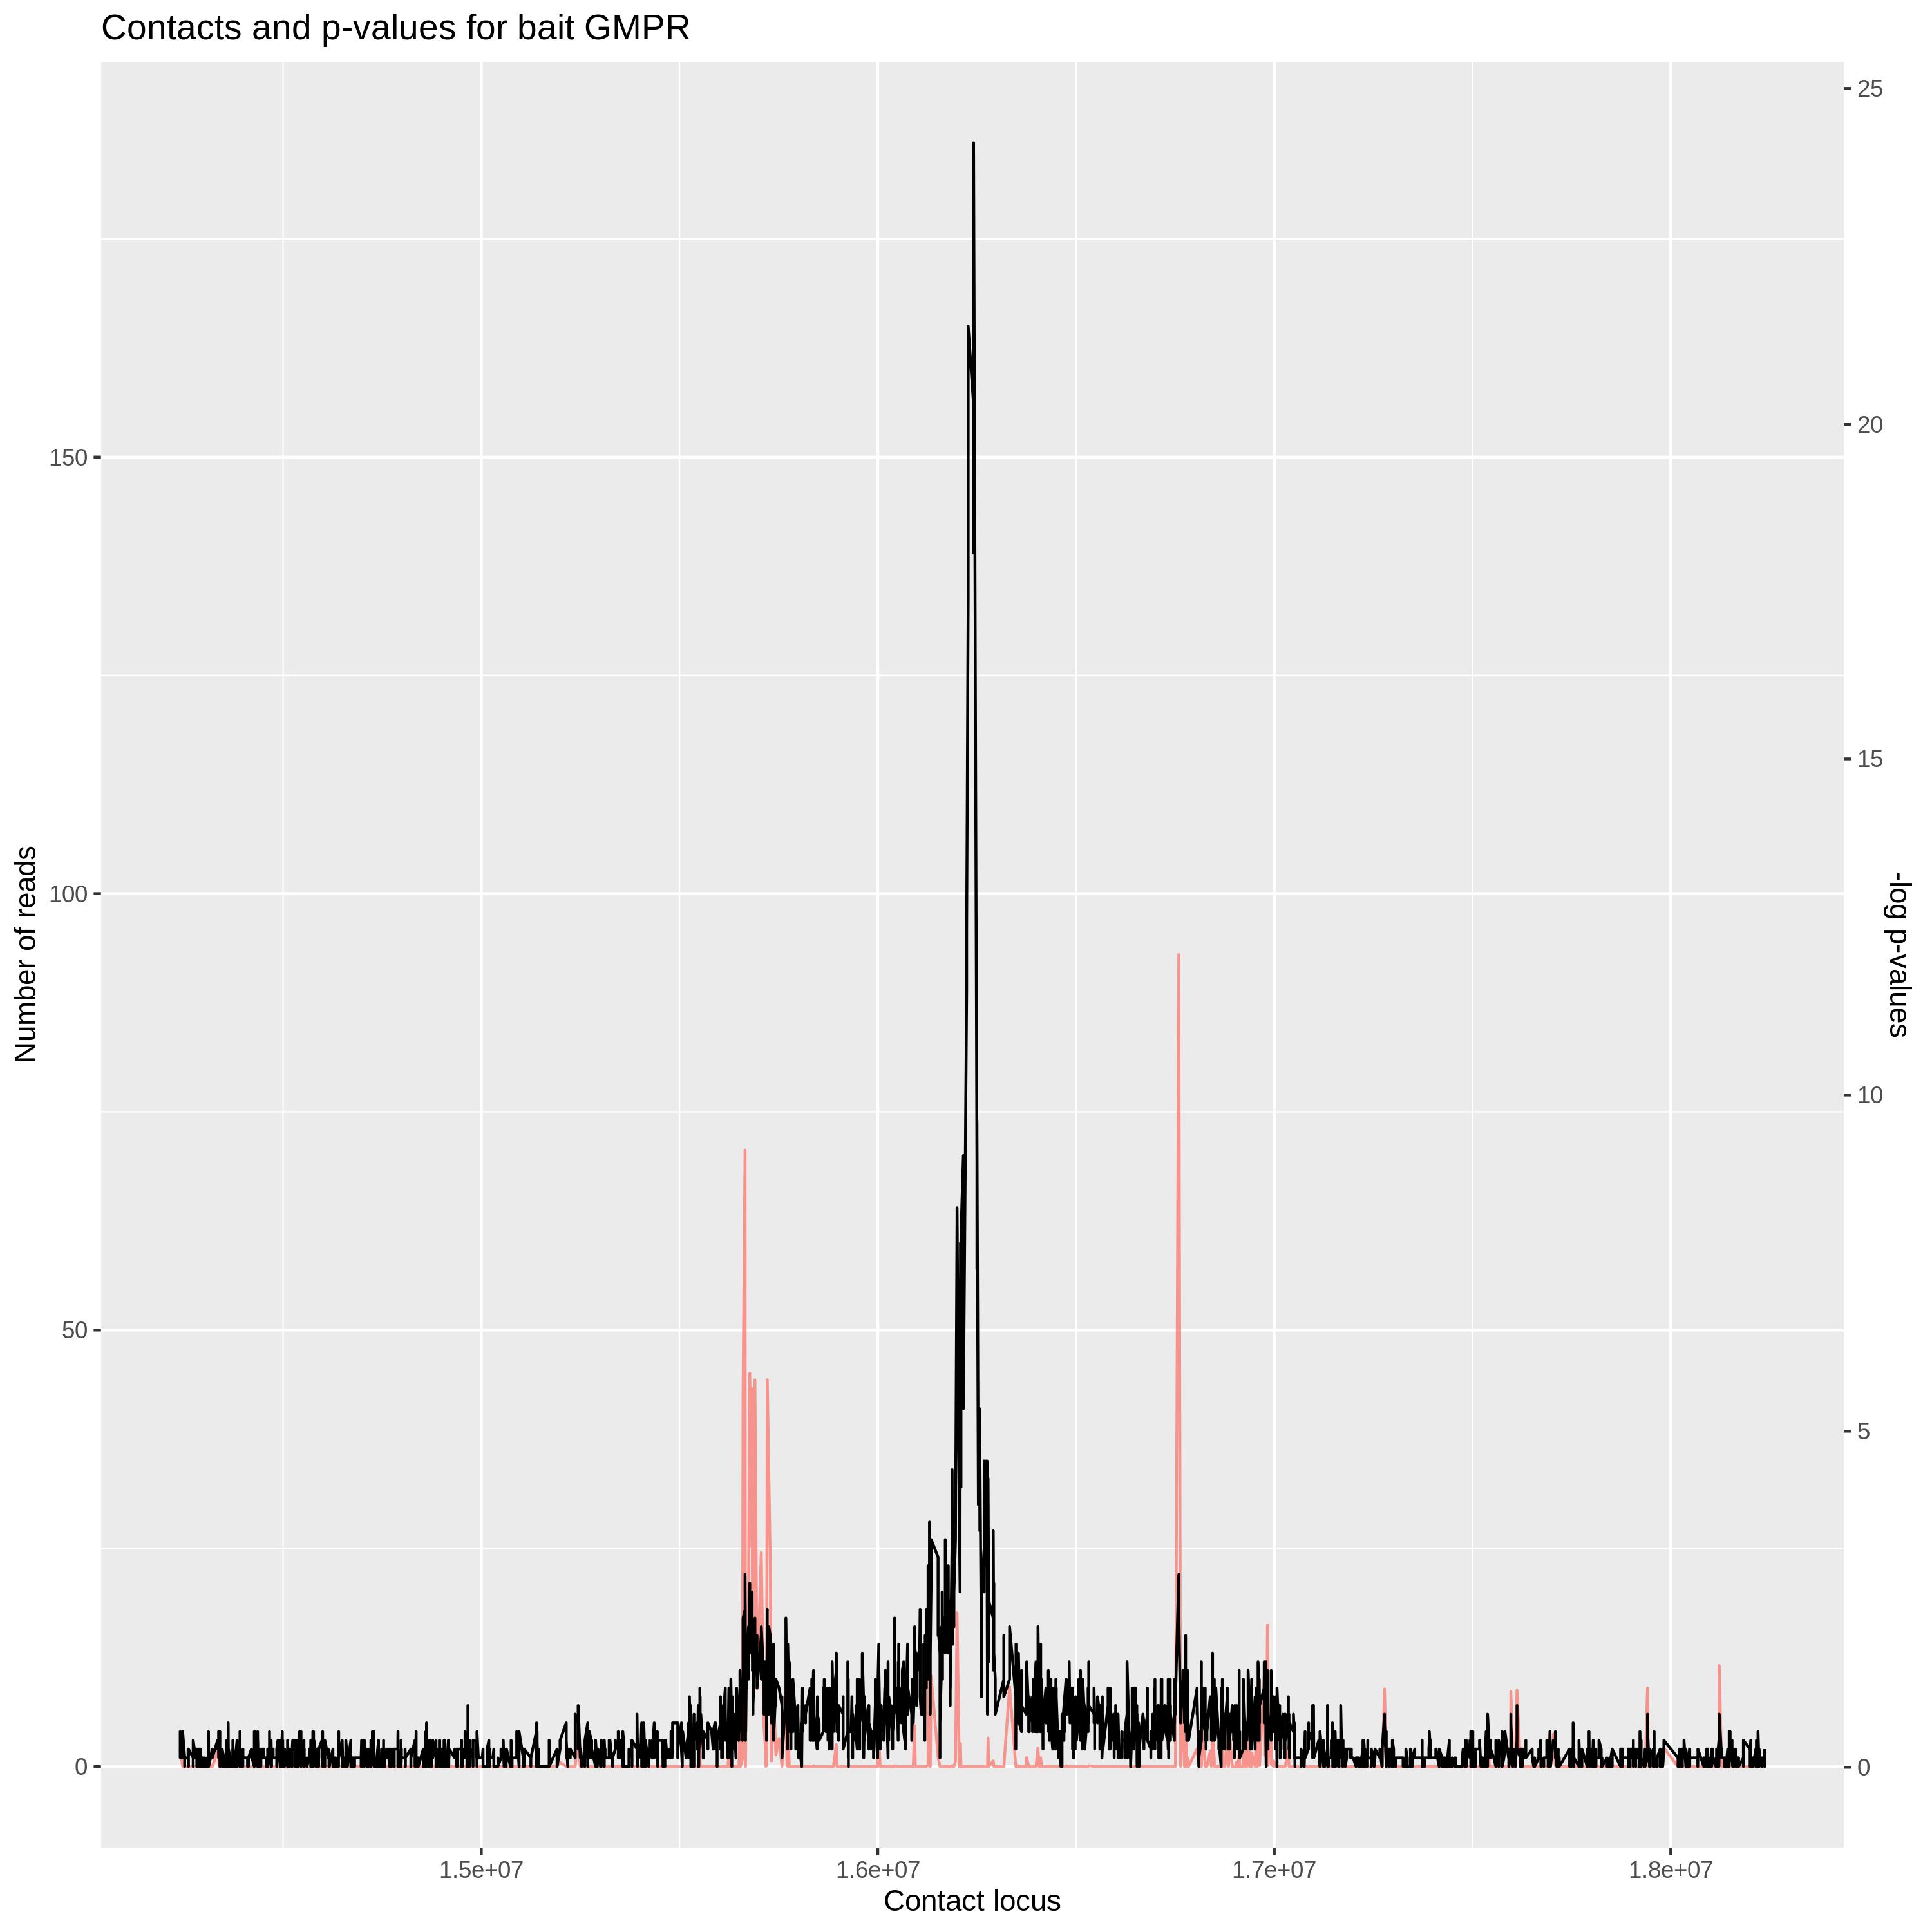 Contacts and p-values for bait GMPR
Number of reads
150
100
50
0
25
20
15
10
5
0
-log p-values
1.5e+07
1.6e+07
1.7e+07
1.8e+07
Contact locus